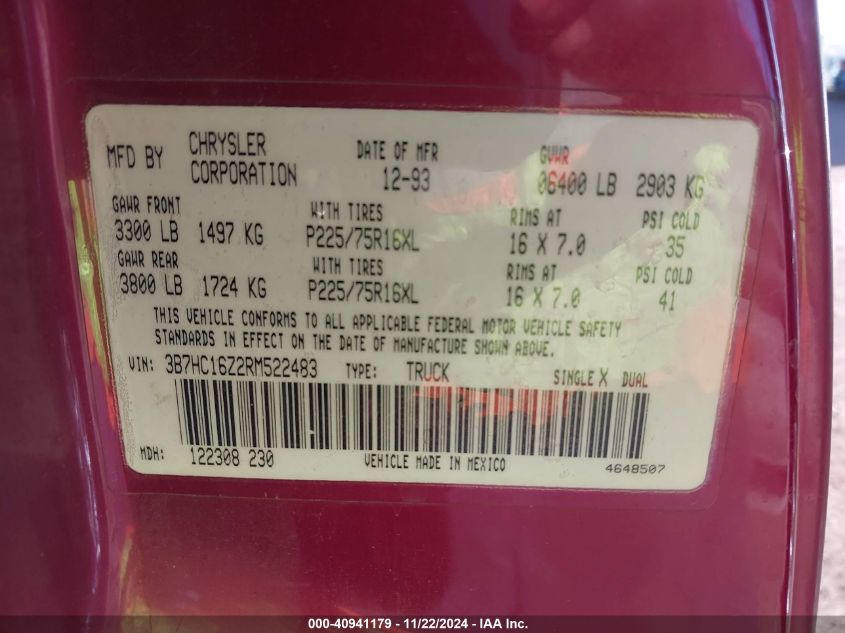 MFD BY CHRYSLER CORPORATION DATE OF MFR 12-93 GVWR 06400 LB 2903 KG
GAWR FRONT WITH TIRES RIMS AT PSI COLD
3300 LB 1497 KG P225/75R16XL 16 X 7.0 35
GAWR REAR WITH TIRES RIMS AT PSI COLD
3800 LB 1724 KG P225/75R16XL 16 X 7.0 41
THIS VEHICLE CONFORMS TO ALL APPLICABLE FEDERAL MOTOR VEHICLE SAFETY
STANDARDS IN EFFECT ON THE DATE OF MANUFACTURE SHOWN ABOVE.
VIN: 3B7HC16Z2RM522483 TYPE: TRUCK SINGLE X DUAL
MDH: 122308 230 VEHICLE MADE IN MEXICO 4648507
000-40941179 - 11/22/2024 - IAA Inc.